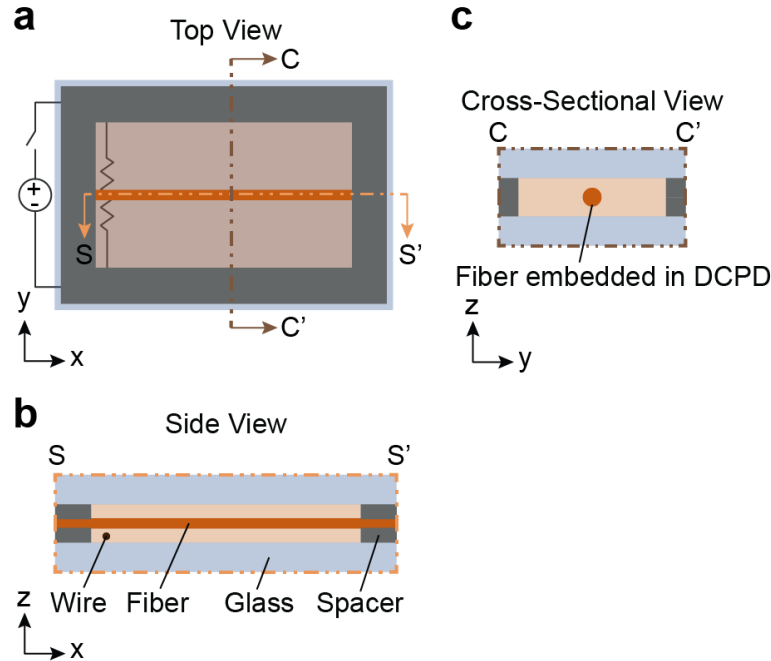 a
Top View
C
+
-
S
S’
C’
y
x
c
Cross-Sectional View
C
C’
Fiber embedded in DCPD
z
y
b
Side View
S
S’
Wire
Fiber
Glass
Spacer
z
x